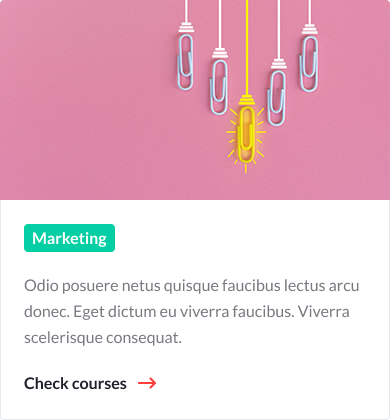 Marketing
Odio posuere netus quisque faucibus lectus arcu
donec. Eget dictum eu viverra faucibus. Viverra
scelerisque consequat.
Check courses